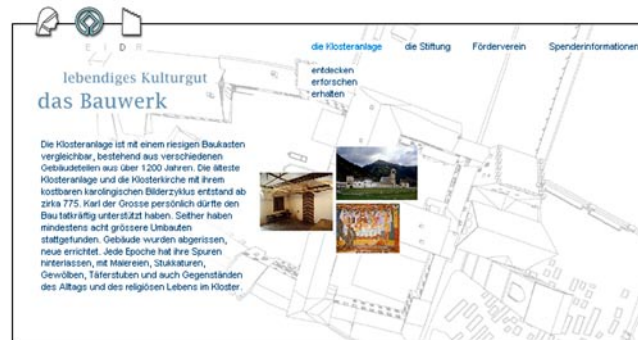 E I D R
die Klosteranlage die Stiftung Förderverein Spenderinformationen
entdecken
erforschen
erhalten
lebendiges Kulturgut
das Bauwerk
Die Klosteranlage ist mit einem riesigen Baukasten
vergleichbar, bestehend aus verschiedenen
Gebäudeteilen aus über 1200 Jahren. Die älteste
Klosteranlage und die Klosterkirche mit ihrem
kostbaren karolingischen Bilderzyklus entstand ab
zirka 775. Karl der Grosse persönlich dürfte den
Bau tatkräftig unterstützt haben. Seither haben
mindestens acht grössere Umbauten
stattgefunden. Gebäude wurden abgerissen,
neue errichtet. Jede Epoche hat ihre Spuren
hinterlassen, mit Malereien, Stukkaturen,
Gewölben, Täferstuben und auch Gegenständen
des Alltags und des religiösen Lebens im Kloster.